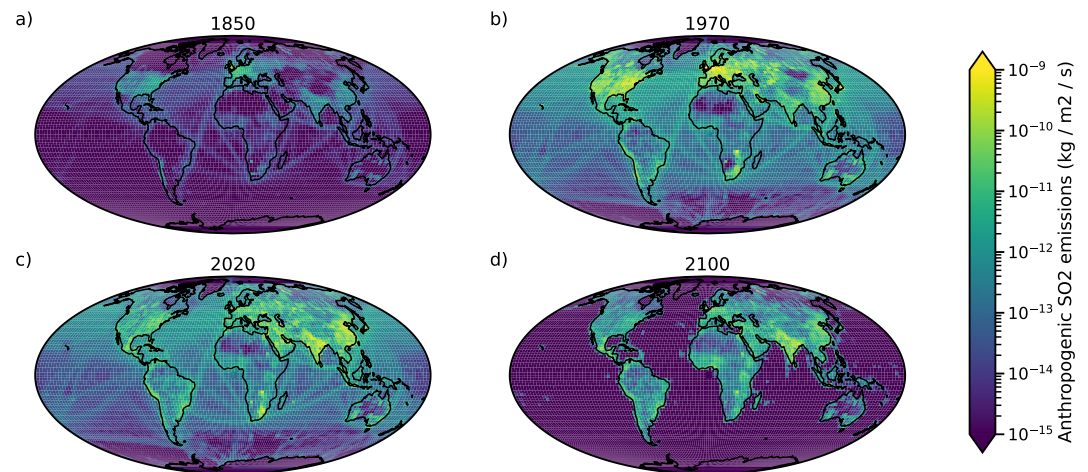 a)
1850
b)
1970
c)
2020
d)
2100
10⁻⁹
10⁻¹⁰
10⁻¹¹
10⁻¹²
10⁻¹³
10⁻¹⁴
10⁻¹⁵
Anthropogenic SO2 emissions (kg / m2 / s)